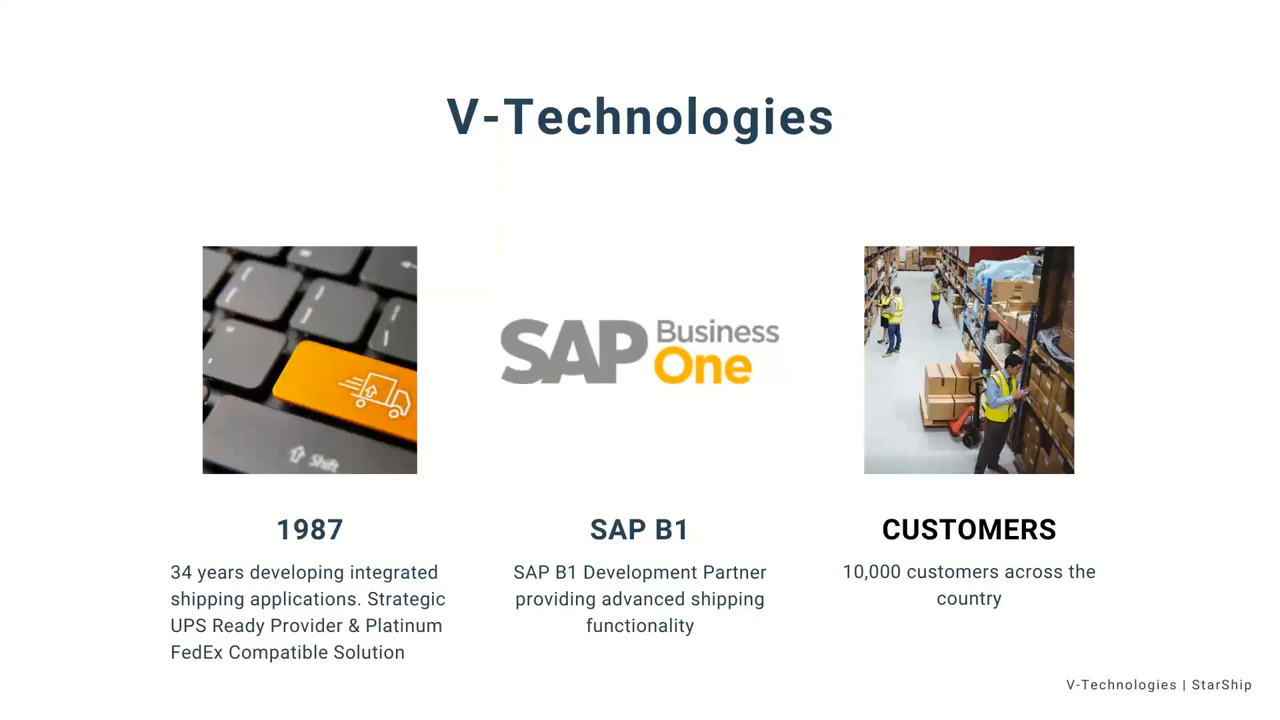 V-Technologies
Shift
SAP Business
One
1987
34 years developing integrated
shipping applications. Strategic
UPS Ready Provider & Platinum
FedEx Compatible Solution
SAP B1
SAP B1 Development Partner
providing advanced shipping
functionality
CUSTOMERS
10,000 customers across the
country
V-Technologies | StarShip